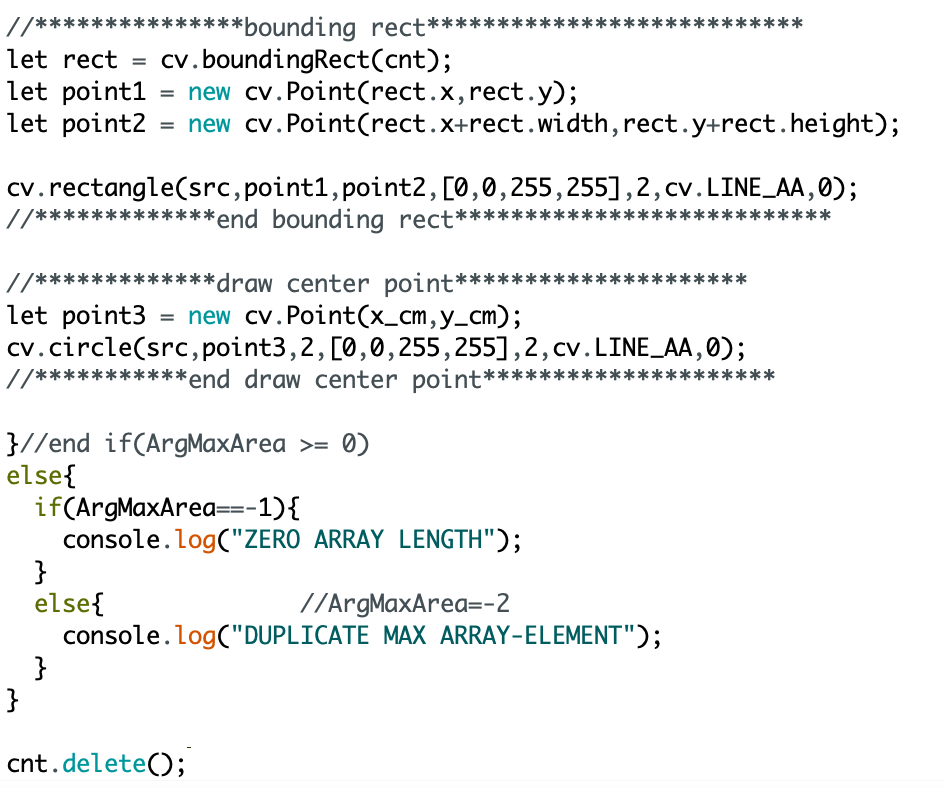 //***************bounding rect***************************
let rect = cv.boundingRect(cnt);
let point1 = new cv.Point(rect.x,rect.y);
let point2 = new cv.Point(rect.x+rect.width,rect.y+rect.height);
cv.rectangle(src,point1,point2,[0,0,255,255],2,cv.LINE_AA,0);
//*************end bounding rect***************************
//*************draw center point*********************
let point3 = new cv.Point(x_cm,y_cm);
cv.circle(src,point3,2,[0,0,255,255],2,cv.LINE_AA,0);
//***********end draw center point*********************
}//end if(ArgMaxArea >= 0)
else{
  if(ArgMaxArea==-1){
    console.log("ZERO ARRAY LENGTH");
  }
  else{              //ArgMaxArea=-2
    console.log("DUPLICATE MAX ARRAY-ELEMENT");
  }
}
cnt.delete();